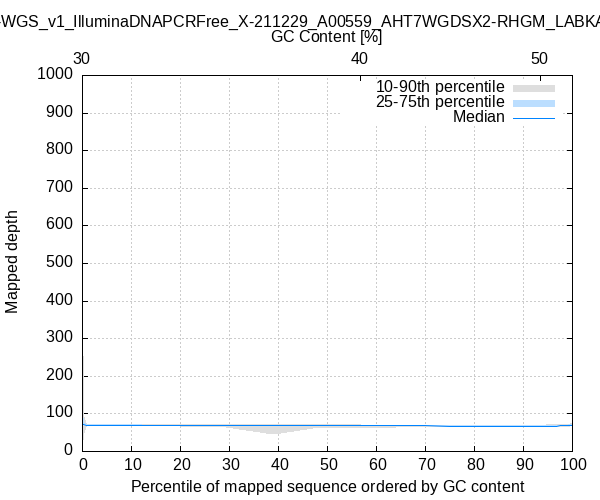 -WGS_v1_IlluminaDNAPCRFree_X-211229_A00559_AHT7WGDSX2-RHGM_LABKA
GC Content [%]
30 40 50
1000
900
800
700
600
500
400
300
200
100
0
Mapped depth
10-90th percentile
25-75th percentile
Median
0 10 20 30 40 50 60 70 80 90 100
Percentile of mapped sequence ordered by GC content